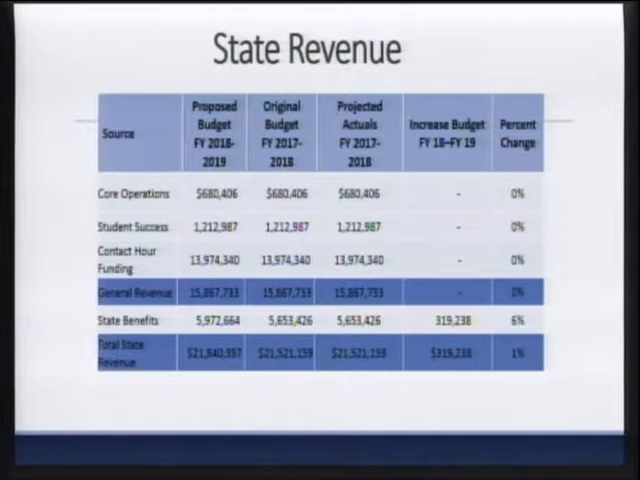 State Revenue
Source
Proposed Budget FY 2018-2019
Original Budget FY 2017-2018
Projected Actuals FY 2017-2018
Increase Budget FY 18–FY 19
Percent Change
Core Operations $680,406 $680,406 $680,406 - 0%
Student Success 1,212,987 1,212,987 1,212,987 - 0%
Contact Hour Funding 13,974,340 13,974,340 13,974,340 - 0%
General Revenue 15,867,733 15,867,733 15,867,733 - 0%
State Benefits 5,972,664 5,653,426 5,653,426 319,238 6%
Total State Revenue $21,840,397 $21,521,159 $21,521,159 $319,238 1%